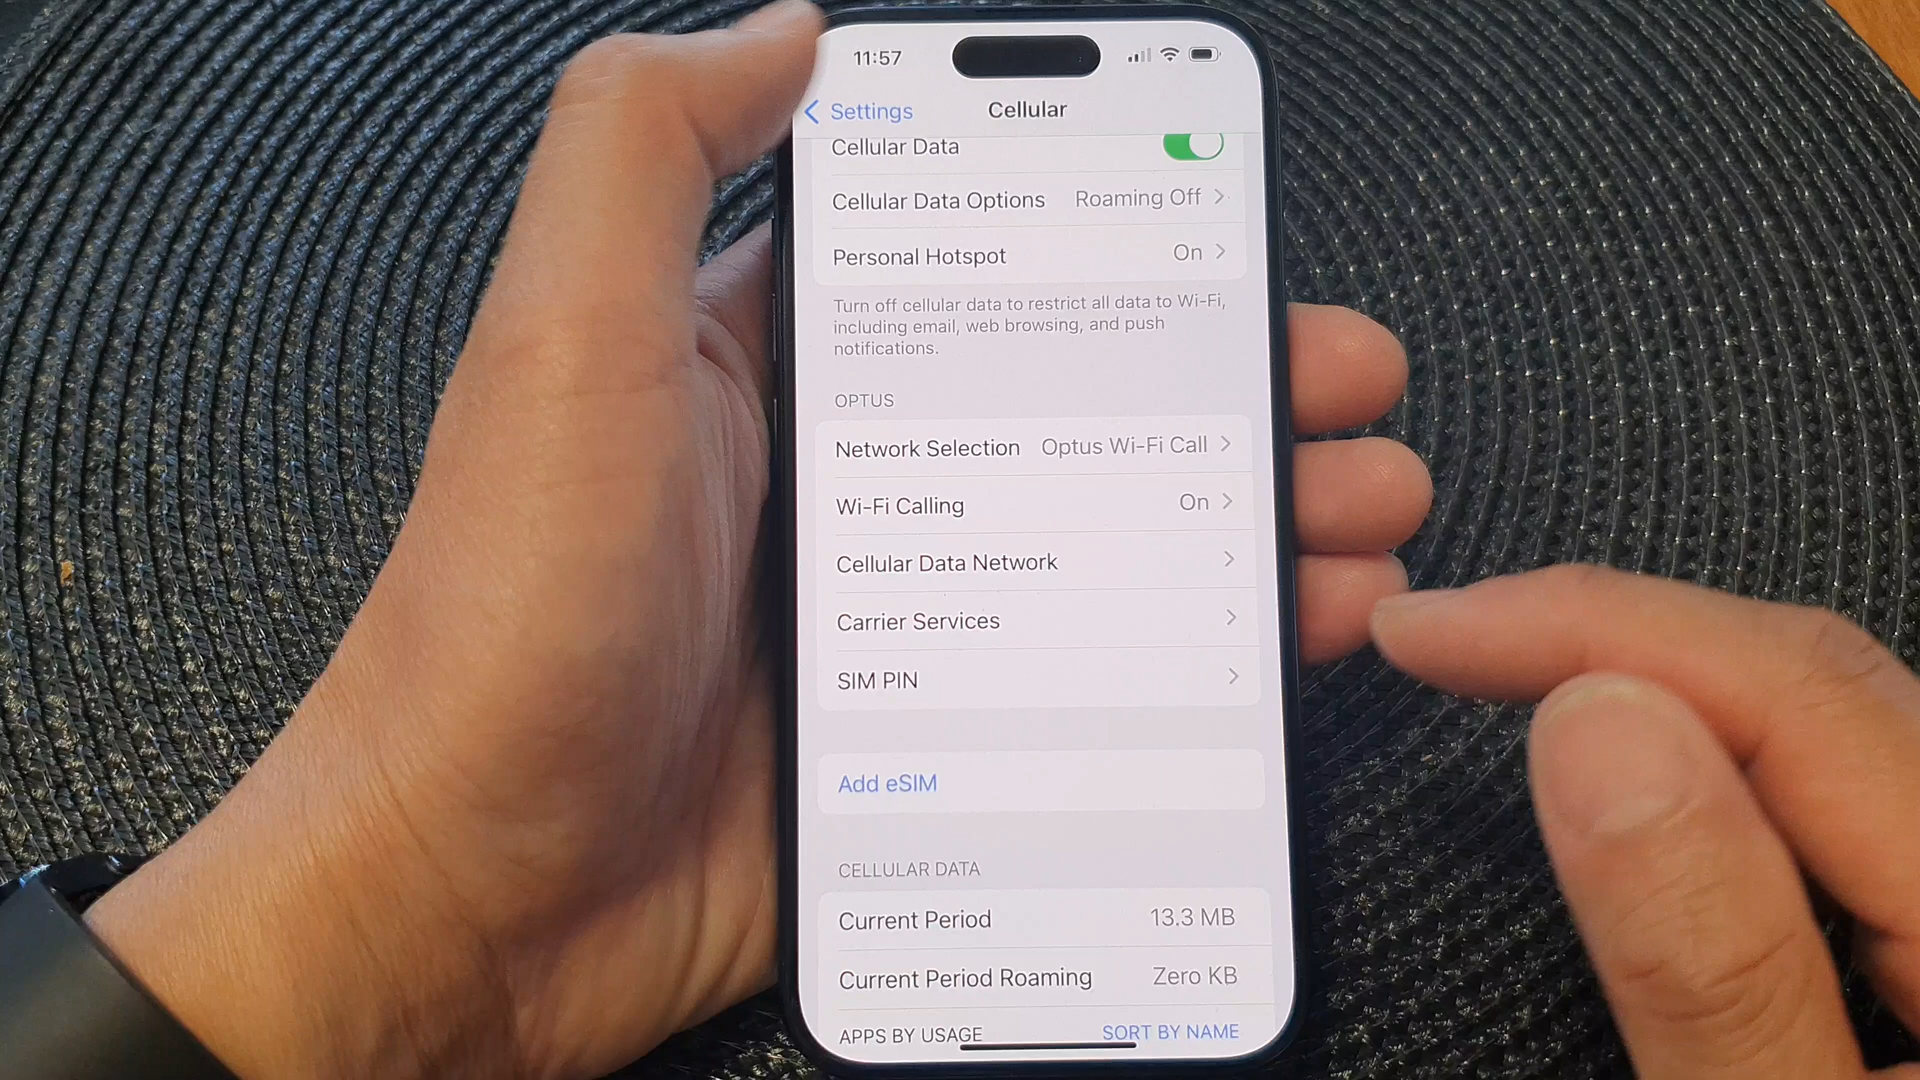 11:57
Settings
Cellular
Cellular Data
Cellular Data Options Roaming Off
Personal Hotspot On
Turn off cellular data to restrict all data to Wi-Fi,
including email, web browsing, and push
notifications.
OPTUS
Network Selection Optus Wi-Fi Call
Wi-Fi Calling On
Cellular Data Network
Carrier Services
SIM PIN
Add eSIM
CELLULAR DATA
Current Period 13.3 MB
Current Period Roaming Zero KB
APPS BY USAGE SORT BY NAME